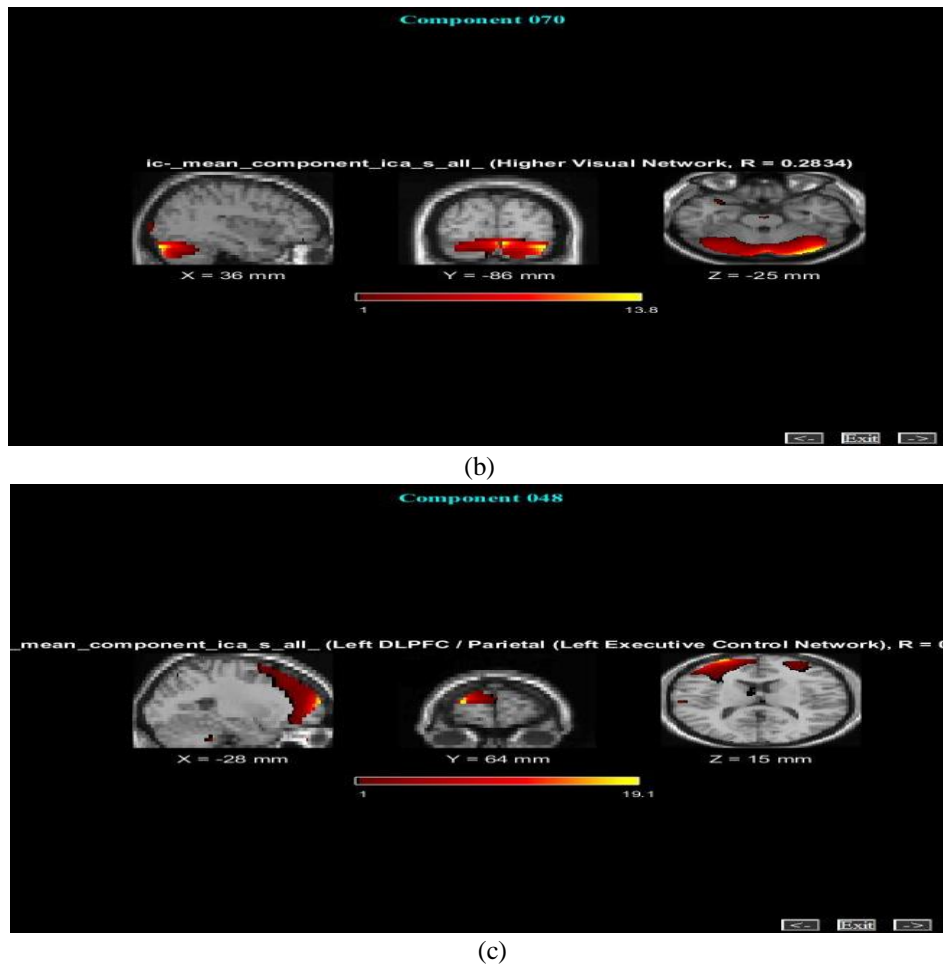 Component 070
ic-_mean_component_ica_s_all_ (Higher Visual Network, R = 0.2834)
X = 36 mm Y = -86 mm Z = -25 mm
1 13.8
<- Exit ->
(b)
Component 048
_mean_component_ica_s_all_ (Left DLPFC / Parietal (Left Executive Control Network), R = 0
X = -28 mm Y = 64 mm Z = 15 mm
1 19.1
<- Exit ->
(c)